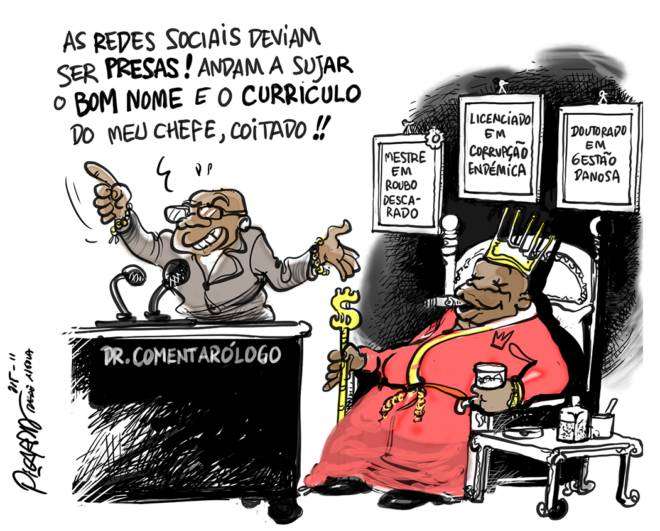 AS REDES SOCIAIS DEVIAM
SER PRESAS! ANDAM A SUJAR
O BOM NOME E O CURRÍCULO
DO MEU CHEFE, COITADO!!
MESTRE
EM
ROUBO
DESCA-
RADO
LICENCIADO
EM
CORRUPÇÃO
ENDÉMICA
DOUTORADO
EM
GESTÃO
DANOSA
$
DR. COMENTARÓLOGO